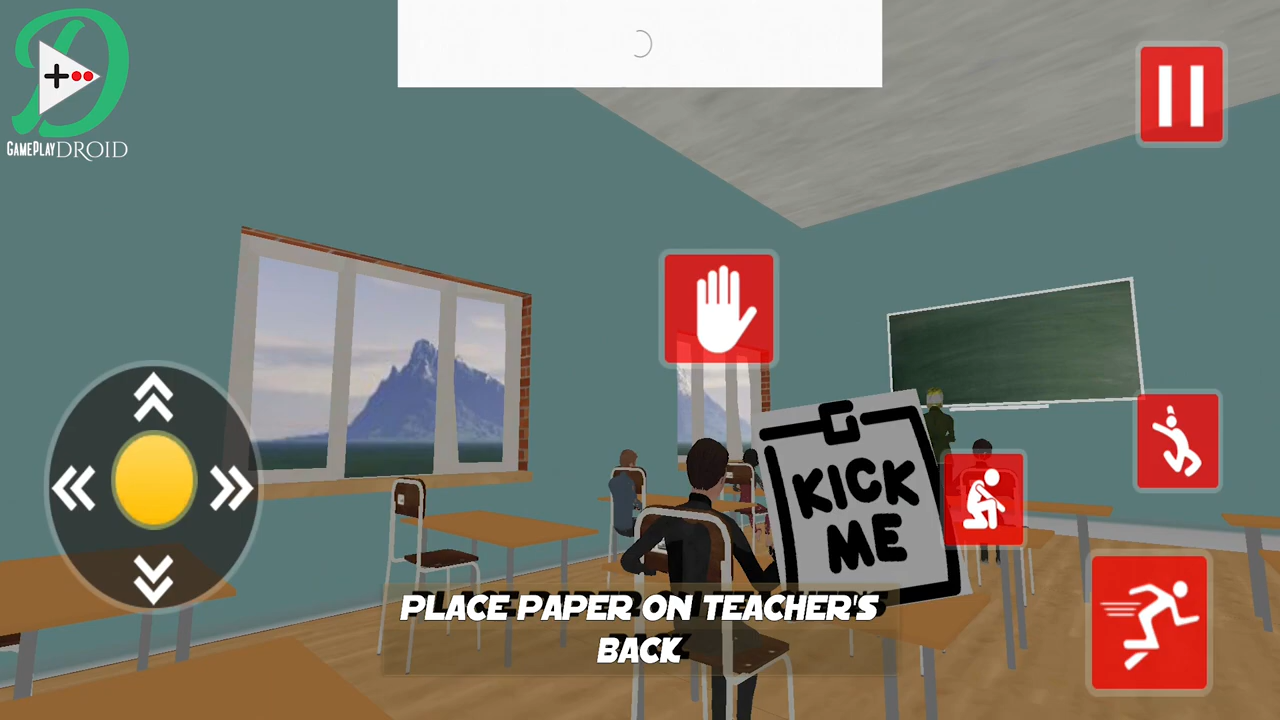 GAMEPLAYDROID
KICK
ME
PLACE PAPER ON TEACHER'S
BACK